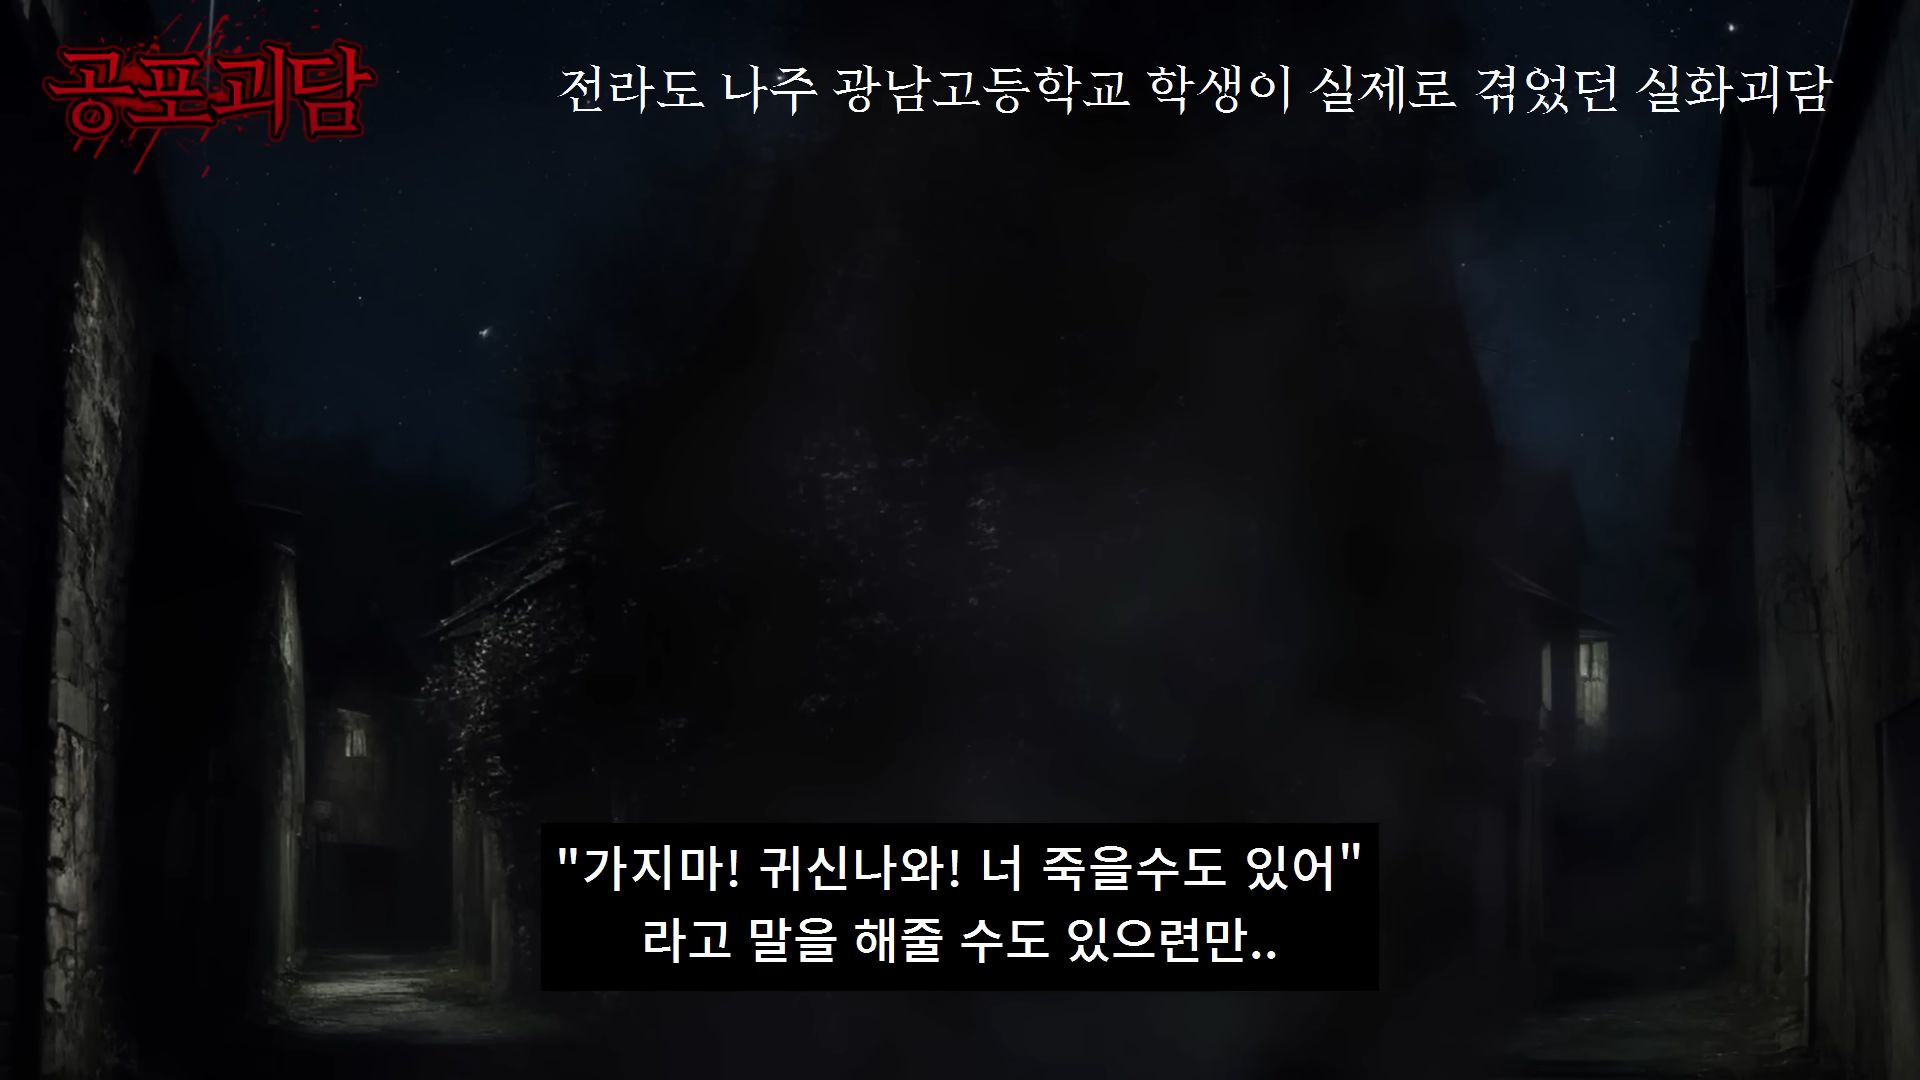 공포괴담
전라도 나주 광남고등학교 학생이 실제로 겪었던 실화괴담
"가지마! 귀신나와! 너 죽을수도 있어"
라고 말을 해줄 수도 있으련만..